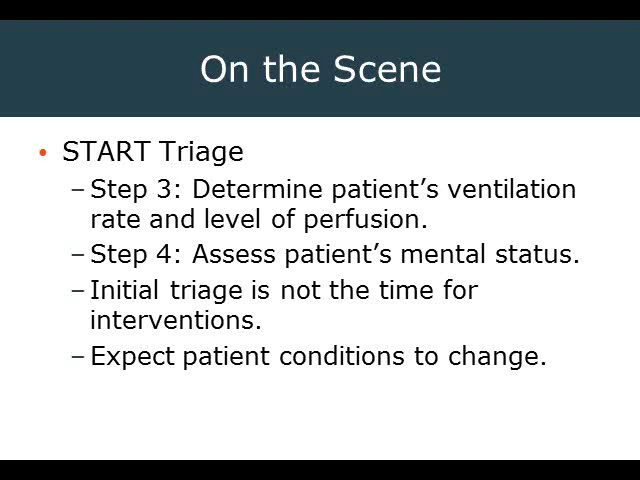 On the Scene
• START Triage
– Step 3: Determine patient’s ventilation
rate and level of perfusion.
– Step 4: Assess patient’s mental status.
– Initial triage is not the time for
interventions.
– Expect patient conditions to change.